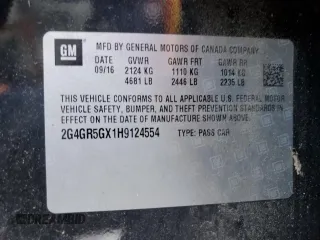 GM
MFD BY GENERAL MOTORS OF CANADA COMPANY
DATE GVWR GAWR FRT GAWR RR
09/16 2124 KG 1110 KG 1014 KG
4681 LB 2446 LB 2235 LB
THIS VEHICLE CONFORMS TO ALL APPLICABLE U.S. FEDERAL MOTOR
VEHICLE SAFETY, BUMPER, AND THEFT PREVENTION STANDARDS IN
EFFECT ON THE DATE OF MANUFACTURE SHOWN ABOVE.
2G4GR5GX1H9124554 TYPE: PASS CAR